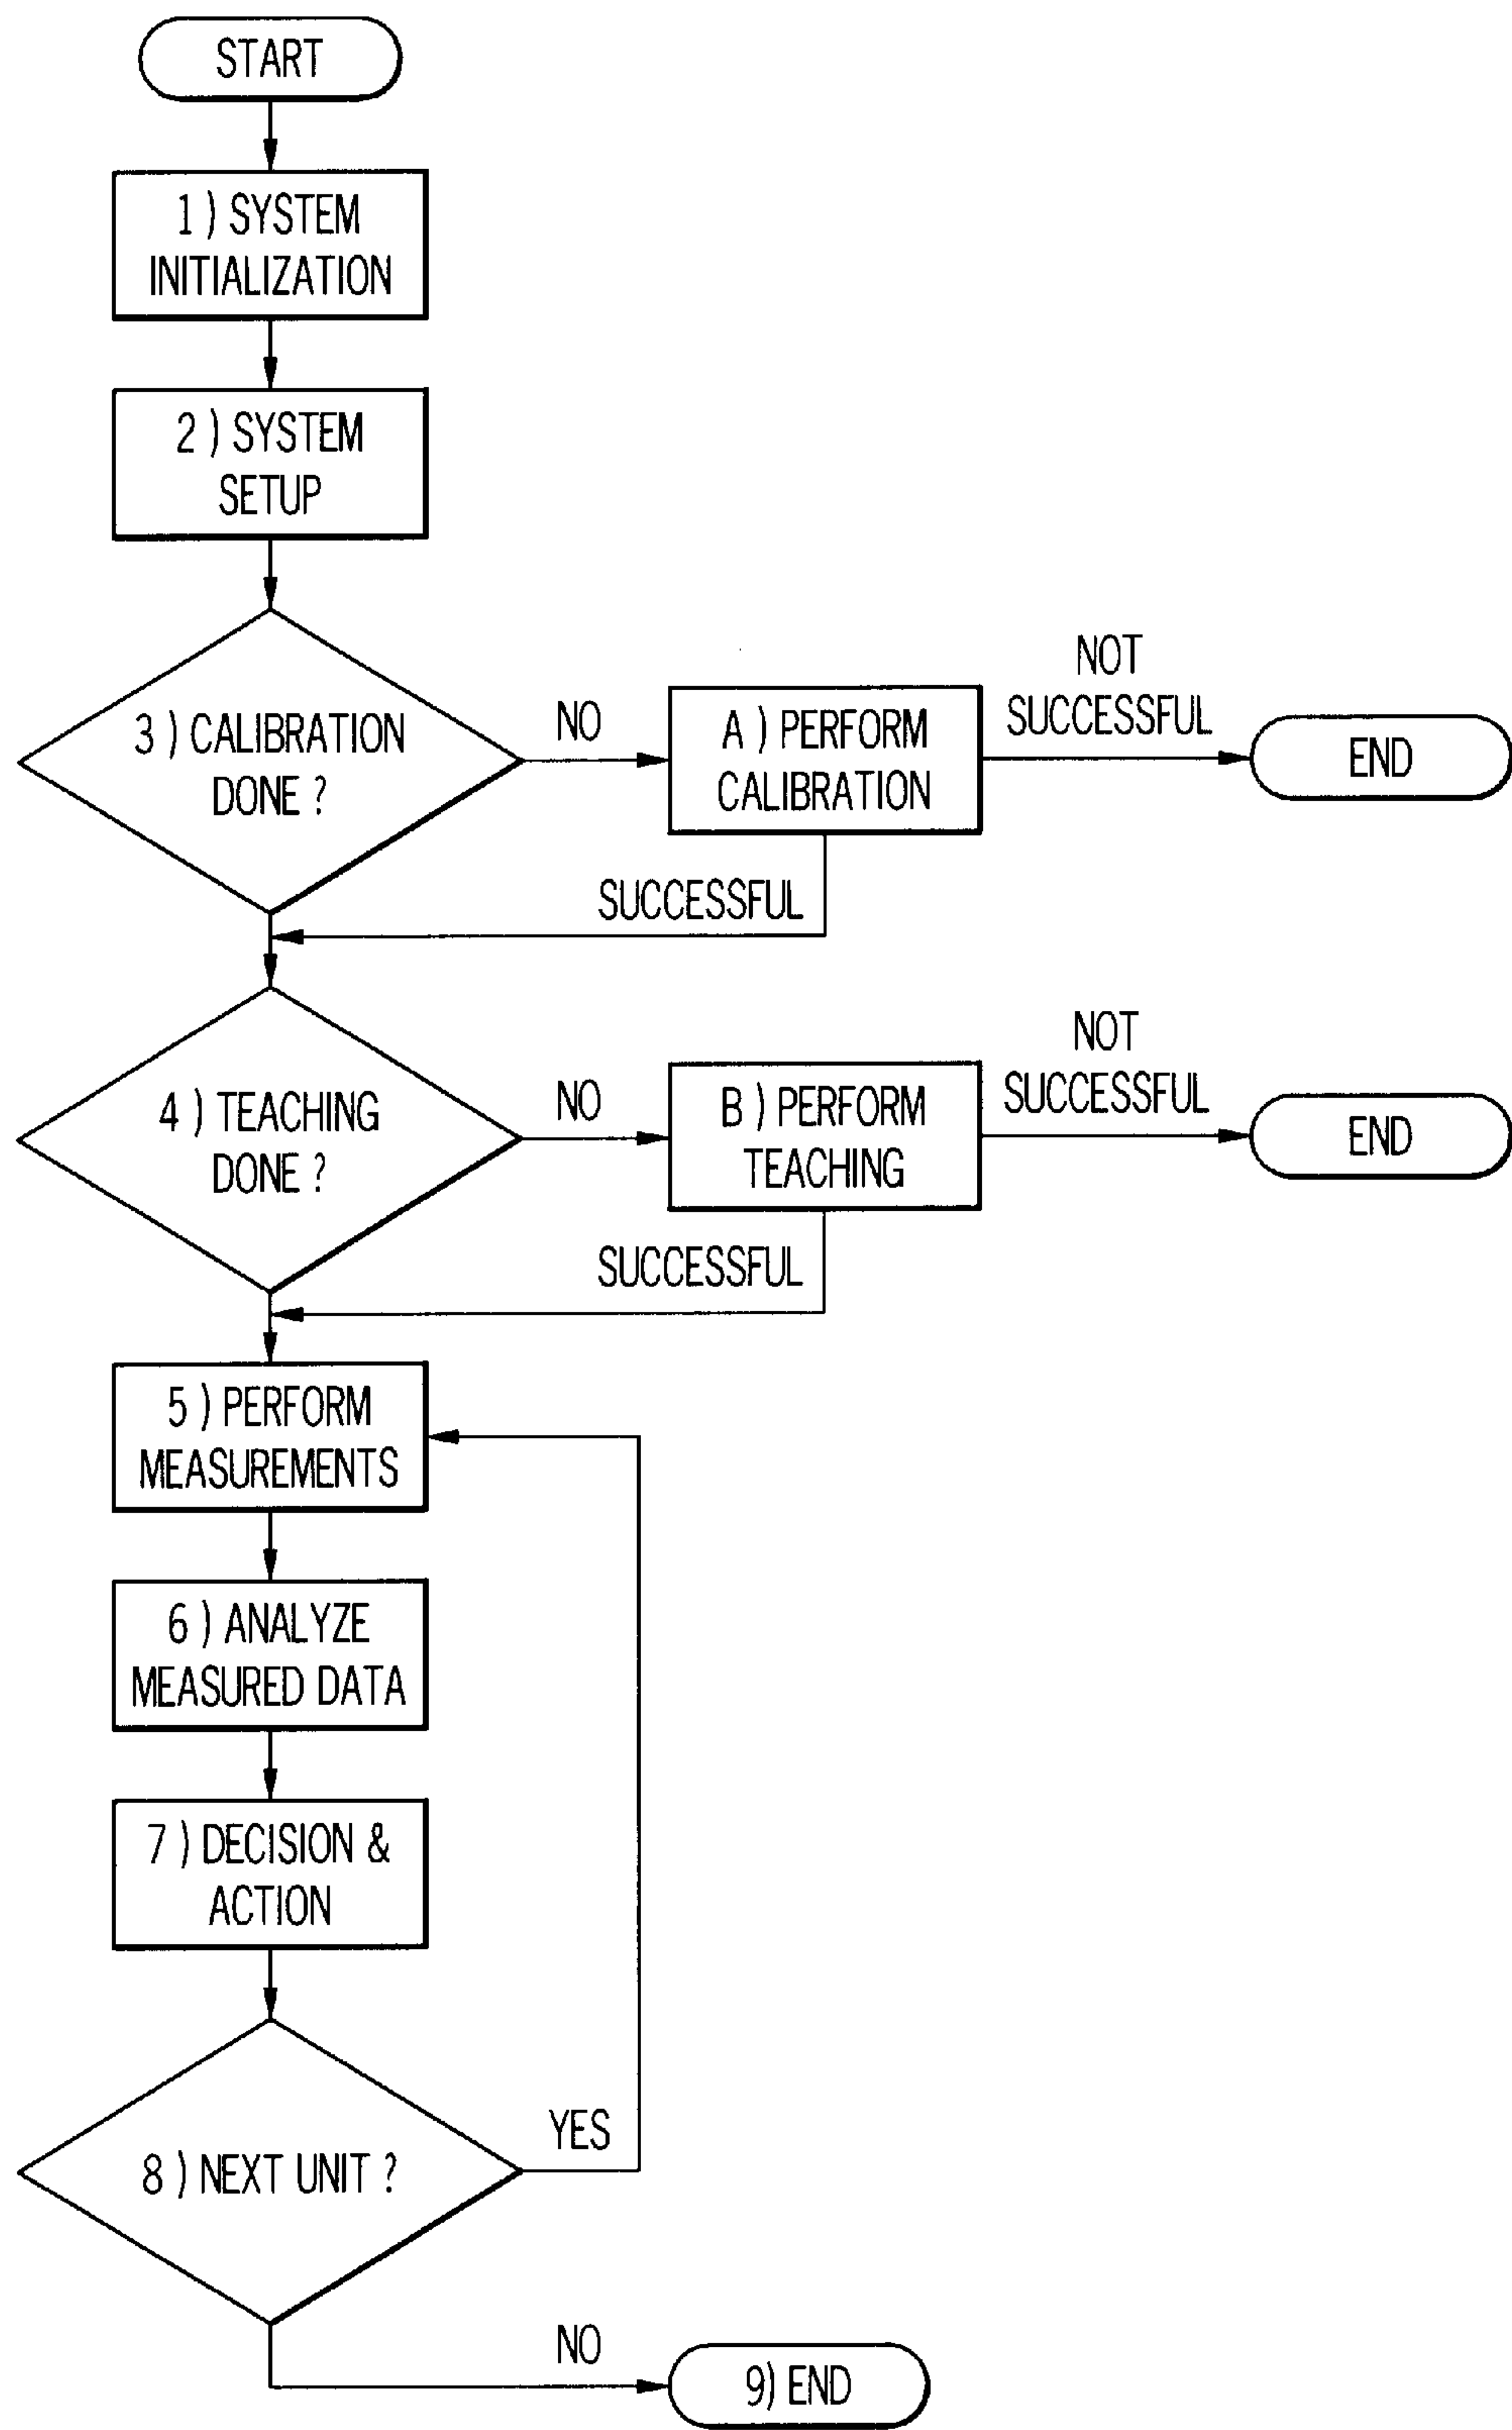 START
1 ) SYSTEM
INITIALIZATION
2 ) SYSTEM
SETUP
3 ) CALIBRATION
DONE ?
NO
A ) PERFORM
CALIBRATION
NOT
SUCCESSFUL
END
SUCCESSFUL
4 ) TEACHING
DONE ?
NO
B ) PERFORM
TEACHING
NOT
SUCCESSFUL
END
SUCCESSFUL
5 ) PERFORM
MEASUREMENTS
6 ) ANALYZE
MEASURED DATA
7 ) DECISION &
ACTION
8 ) NEXT UNIT ?
YES
NO
9) END